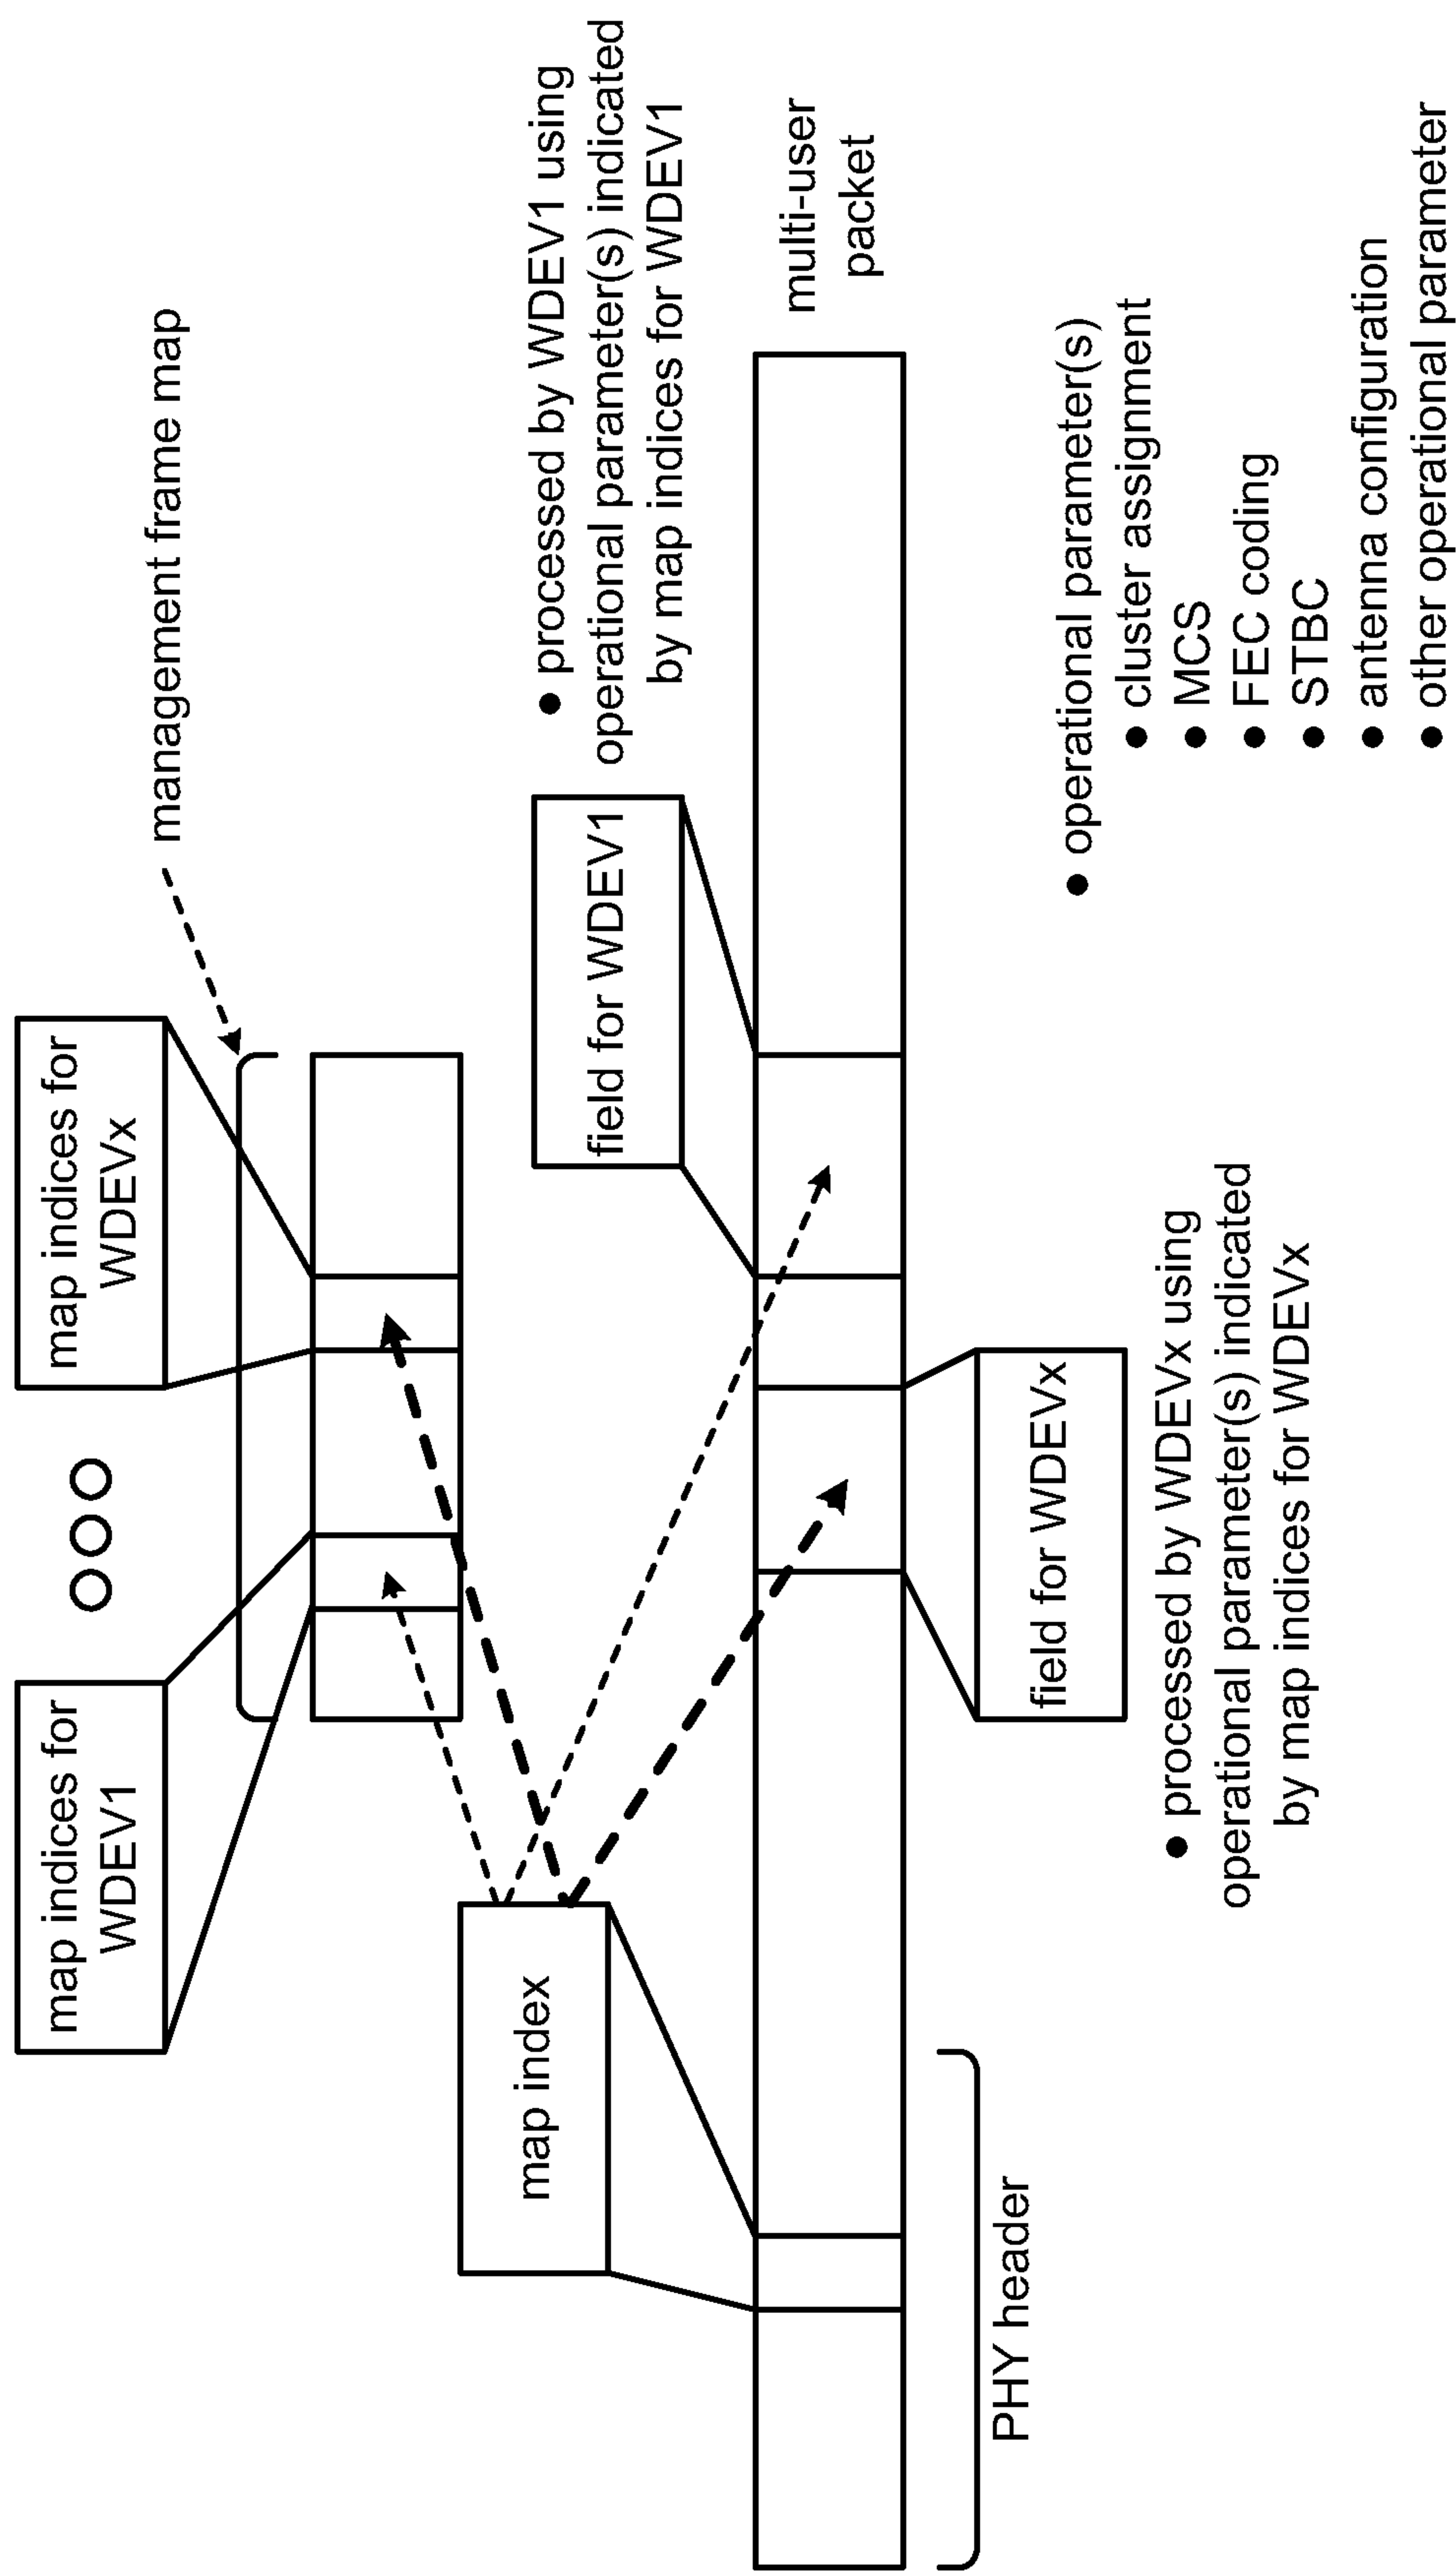 management frame map
map indices for
WDEV1
map indices for
WDEVx
map index
field for WDEV1
● processed by WDEV1 using
operational parameter(s) indicated
by map indices for WDEV1
multi-user
packet
PHY header
field for WDEVx
● processed by WDEVx using
operational parameter(s) indicated
by map indices for WDEVx
● operational parameter(s)
● cluster assignment
● MCS
● FEC coding
● STBC
● antenna configuration
● other operational parameter